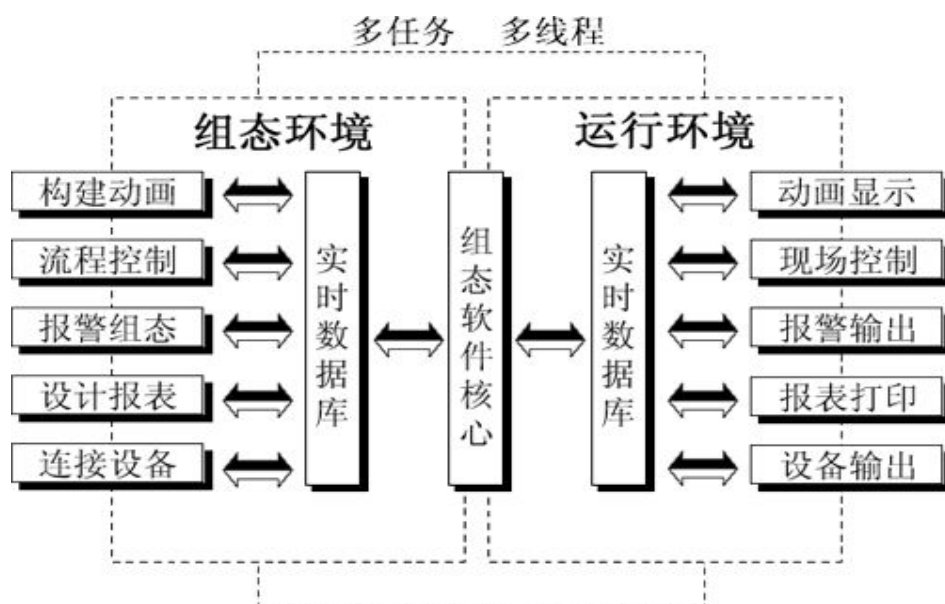 多任务 多线程
组态环境
运行环境
构建动画
流程控制
报警组态
设计报表
连接设备
实时数据库
组态软件核心
实时数据库
动画显示
现场控制
报警输出
报表打印
设备输出